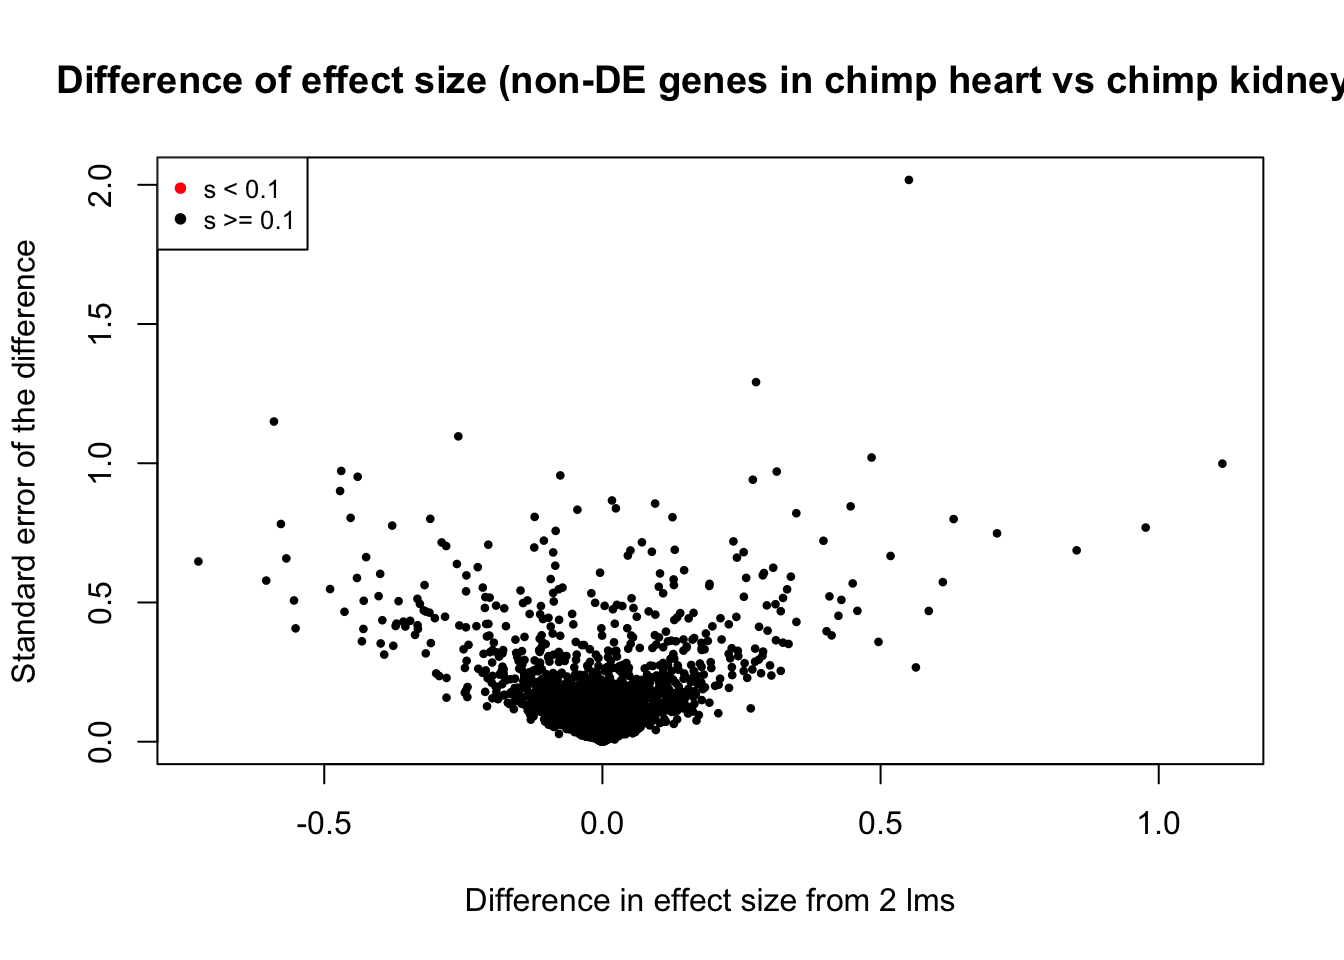 Difference of effect size (non-DE genes in chimp heart vs chimp kidney
s < 0.1
s >= 0.1
Standard error of the difference
2.0
1.5
1.0
0.5
0.0
-0.5 0.0 0.5 1.0
Difference in effect size from 2 lms